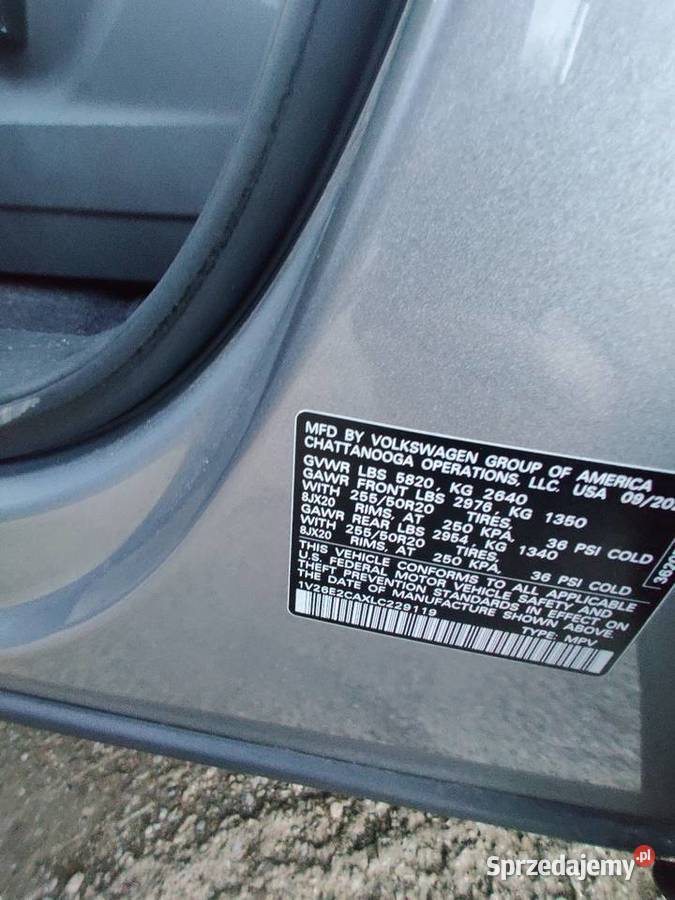 MFD BY VOLKSWAGEN GROUP OF AMERICA
CHATTANOOGA OPERATIONS, LLC. USA 09/20
GVWR LBS 5820, KG 2640
GAWR FRONT LBS 2976, KG 1350
WITH 255/50R20 TIRES,
8JX20 RIMS, AT 250 KPA. 36 PSI COLD
GAWR REAR LBS 2954, KG 1340
WITH 255/50R20 TIRES
8JX20 RIMS, AT 250 KPA. 36 PSI COLD
THIS VEHICLE CONFORMS TO ALL APPLICABLE
U.S. FEDERAL MOTOR VEHICLE SAFETY AND
THEFT PREVENTION STANDARDS IN EFFECT ON
THE DATE OF MANUFACTURE SHOWN ABOVE.
1V26E2CAXLC229119
TYPE: MPV
Sprzedajemy.pl